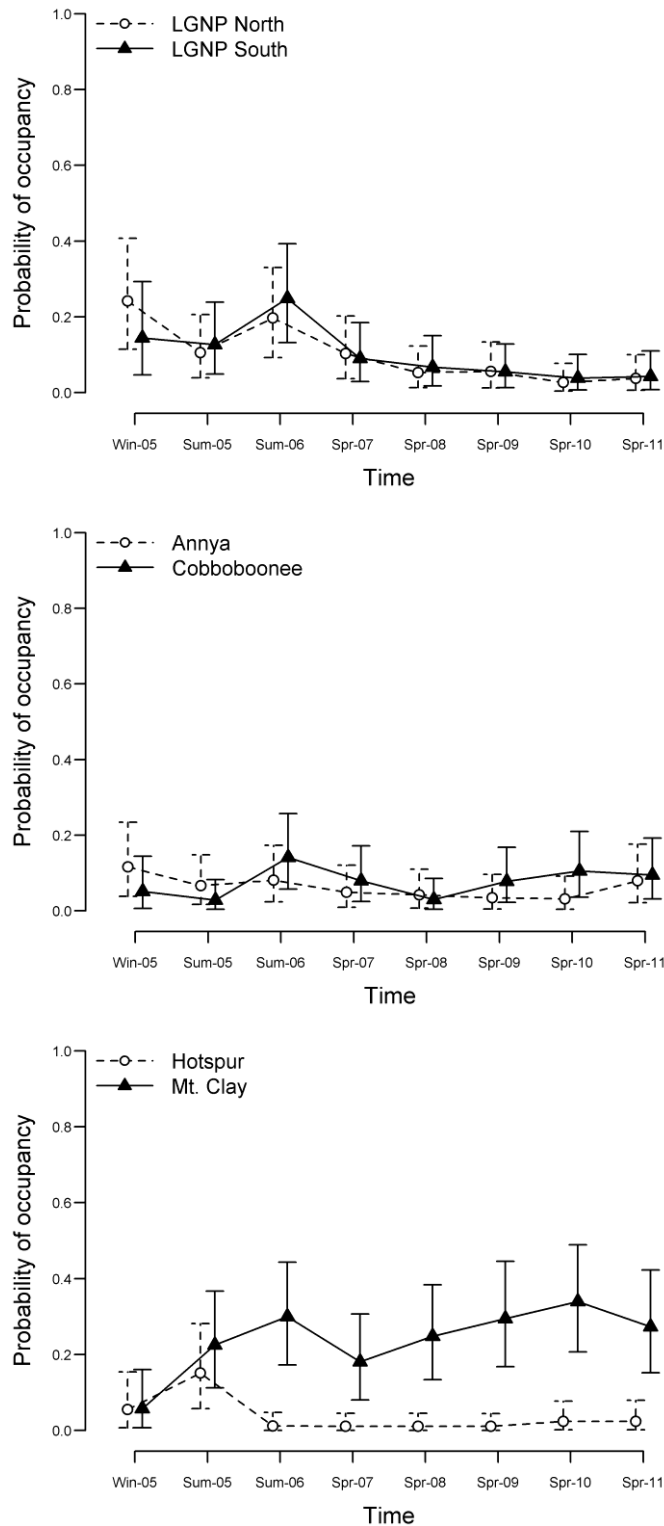 LGNP North
LGNP South
Probability of occupancy
1.0
0.8
0.6
0.4
0.2
0.0
Win-05 Sum-05 Sum-06 Spr-07 Spr-08 Spr-09 Spr-10 Spr-11
Time
Annya
Cobboboonee
Probability of occupancy
1.0
0.8
0.6
0.4
0.2
0.0
Win-05 Sum-05 Sum-06 Spr-07 Spr-08 Spr-09 Spr-10 Spr-11
Time
Hotspur
Mt. Clay
Probability of occupancy
1.0
0.8
0.6
0.4
0.2
0.0
Win-05 Sum-05 Sum-06 Spr-07 Spr-08 Spr-09 Spr-10 Spr-11
Time